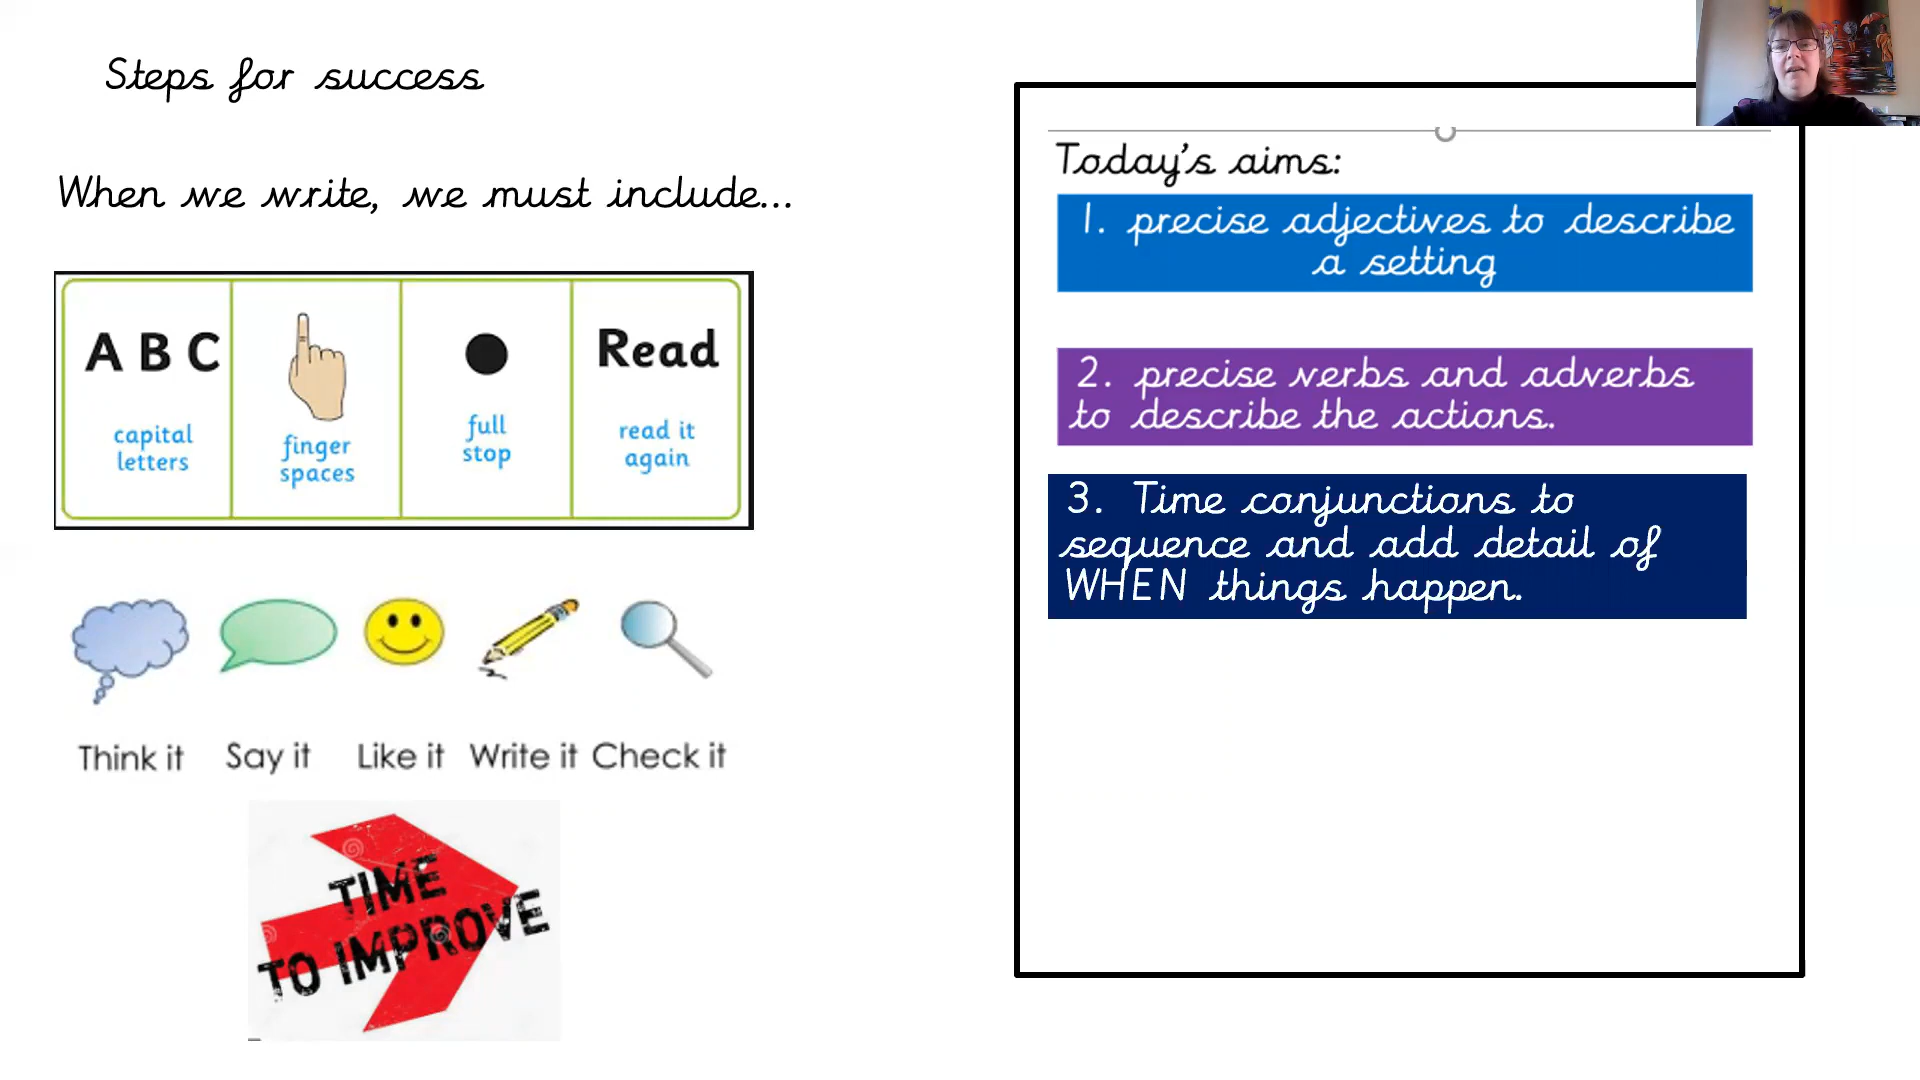 Steps for success
When we write, we must include...
A B C
capital
letters
finger
spaces
full
stop
Read
read it
again
Think it
Say it
Like it
Write it
Check it
TIME
TO IMPROVE
Today's aims:
1. precise adjectives to describe
a setting
2. precise verbs and adverbs
to describe the actions.
3. Time conjunctions to
sequence and add detail of
WHEN things happen.